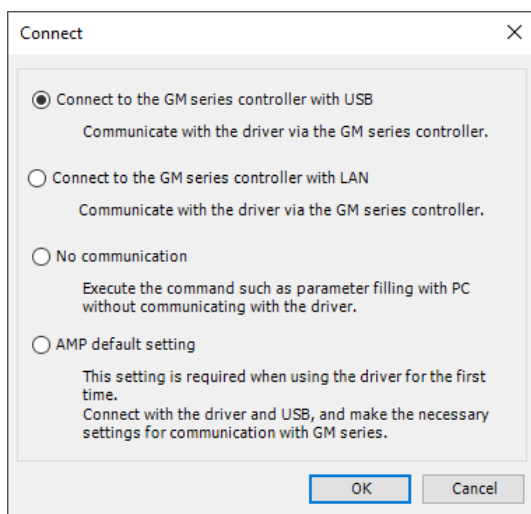 Connect
Connect to the GM series controller with USB
Communicate with the driver via the GM series controller.
Connect to the GM series controller with LAN
Communicate with the driver via the GM series controller.
No communication
Execute the command such as parameter filling with PC
without communicating with the driver.
AMP default setting
This setting is required when using the driver for the first
time.
Connect with the driver and USB, and make the necessary
settings for communication with GM series.
OK Cancel